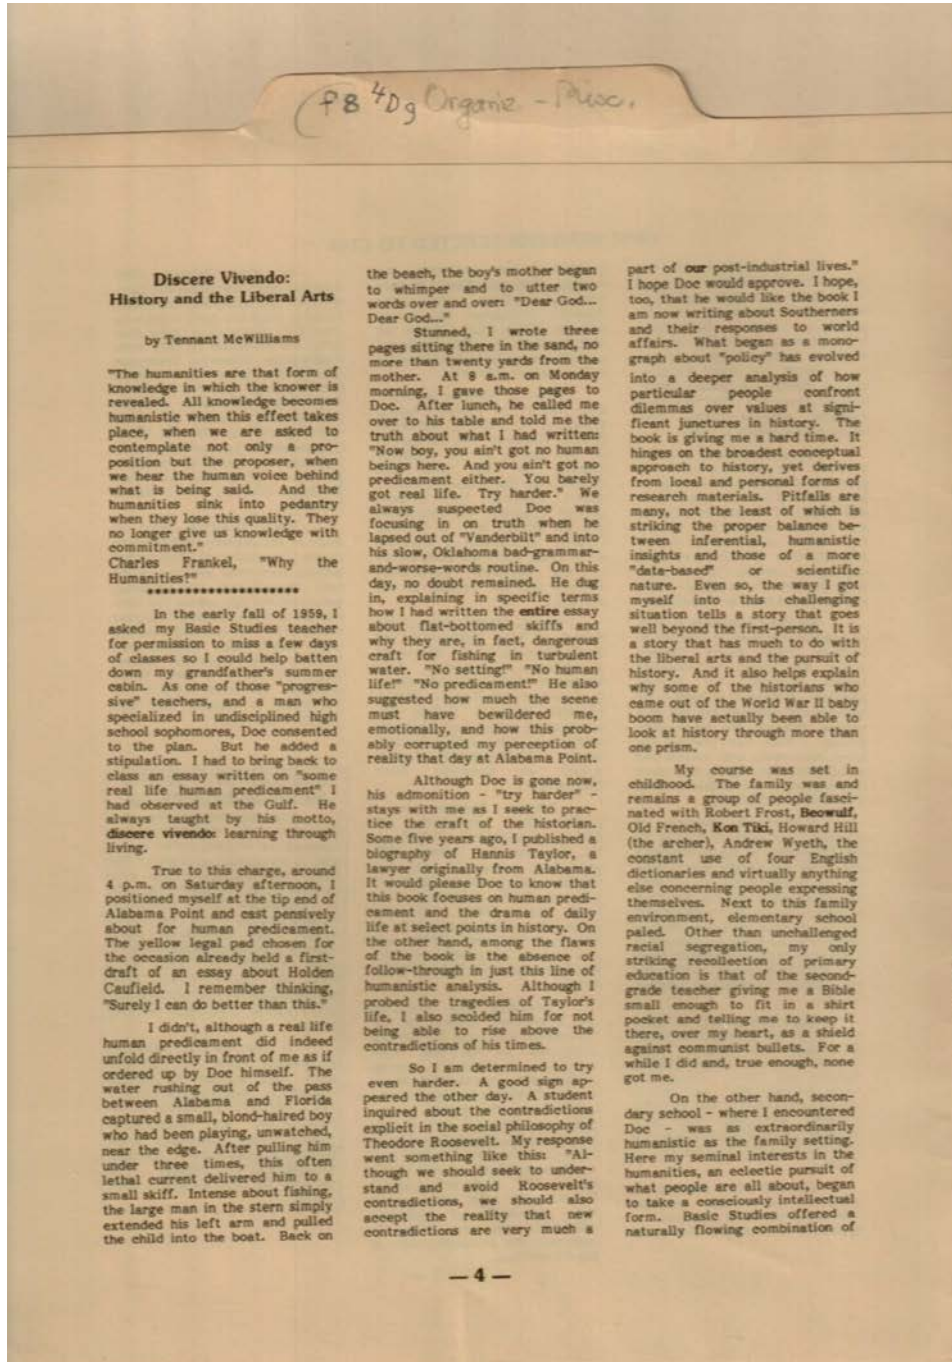 Organiz - Misc.
Discere Vivendo:
History and the Liberal Arts
by Tennant McWilliams
"The humanities are that form of
knowledge in which the knower is
revealed. All knowledge becomes
humanistic when this effect takes
place, when we are asked to
contemplate not only a pro-
position but the proposer, when
we hear the human voice behind
what is being said. And the
humanities sink into pedantry
when they lose this quality. They
no longer give us knowledge with
commitment."
Charles Frankel, "Why the
Humanities?"
********************
In the early fall of 1959, I
asked my Basic Studies teacher
for permission to miss a few days
of classes so I could help batten
down my grandfather's summer
cabin. As one of those "progres-
sive" teachers, and a man who
specialized in undisciplined high
school sophomores, Doc consented
to the plan. But he added a
stipulation. I had to bring back to
class an essay written on "some
real life human predicament" I
had observed at the Gulf. He
always taught by his motto,
discere vivendo: learning through
living.
True to this charge, around
4 p.m. on Saturday afternoon, I
positioned myself at the tip end of
Alabama Point and cast pensively
about for human predicament.
The yellow legal pad chosen for
the occasion already held a first-
draft of an essay about Holden
Caufield. I remember thinking,
"Surely I can do better than this."
I didn't, although a real life
human predicament did indeed
unfold directly in front of me as if
ordered up by Doc himself. The
water rushing out of the pass
between Alabama and Florida
captured a small, blond-haired boy
who had been playing, unwatched,
near the edge. After pulling him
under three times, this often
lethal current delivered him to a
small skiff. Intense about fishing,
the large man in the stern simply
extended his left arm and pulled
the child into the boat. Back on
the beach, the boy's mother began
to whimper and to utter two
words over and over: "Dear God...
Dear God..."
Stunned, I wrote three
pages sitting there in the sand, no
more than twenty yards from the
mother. At 8 a.m. on Monday
morning, I gave those pages to
Doc. After lunch, he called me
over to his table and told me the
truth about what I had written:
"Now boy, you ain't got no human
beings here. And you ain't got no
predicament either. You barely
got real life. Try harder." We
always suspected Doc was
focusing in on truth when he
lapsed out of "Vanderbilt" and into
his slow, Oklahoma bad-grammar-
and-worse-words routine. On this
day, no doubt remained. He dug
in, explaining in specific terms
how I had written the entire essay
about flat-bottomed skiffs and
why they are, in fact, dangerous
craft for fishing in turbulent
water. "No setting!" "No human
life!" "No predicament!" He also
suggested how much the scene
must have bewildered me,
emotionally, and how this prob-
ably corrupted my perception of
reality that day at Alabama Point.
Although Doc is gone now,
his admonition - "try harder" -
stays with me as I seek to prac-
tice the craft of the historian.
Some five years ago, I published a
biography of Hannis Taylor, a
lawyer originally from Alabama.
It would please Doc to know that
this book focuses on human predi-
cament and the drama of daily
life at select points in history. On
the other hand, among the flaws
of the book is the absence of
follow-through in just this line of
humanistic analysis. Although I
probed the tragedies of Taylor's
life, I also scolded him for not
being able to rise above the
contradictions of his times.
So I am determined to try
even harder. A good sign ap-
peared the other day. A student
inquired about the contradictions
explicit in the social philosophy of
Theodore Roosevelt. My response
went something like this: "Al-
though we should seek to under-
stand and avoid Roosevelt's
contradictions, we should also
accept the reality that new
contradictions are very much a
part of our post-industrial lives."
I hope Doc would approve. I hope,
too, that he would like the book I
am now writing about Southerners
and their responses to world
affairs. What began as a mono-
graph about "policy" has evolved
into a deeper analysis of how
particular people confront
dilemmas over values at signi-
ficant junctures in history. The
book is giving me a hard time. It
hinges on the broadest conceptual
approach to history, yet derives
from local and personal forms of
research materials. Pitfalls are
many, not the least of which is
striking the proper balance be-
tween inferential, humanistic
insights and those of a more
"data-based" or scientific
nature. Even so, the way I got
myself into this challenging
situation tells a story that goes
well beyond the first-person. It is
a story that has much to do with
the liberal arts and the pursuit of
history. And it also helps explain
why some of the historians who
came out of the World War II baby
boom have actually been able to
look at history through more than
one prism.
My course was set in
childhood. The family was and
remains a group of people fasci-
nated with Robert Frost, Beowulf,
Old French, Kon Tiki, Howard Hill
(the archer), Andrew Wyeth, the
constant use of four English
dictionaries and virtually anything
else concerning people expressing
themselves. Next to this family
environment, elementary school
paled. Other than unchallenged
racial segregation, my only
striking recollection of primary
education is that of the second-
grade teacher giving me a Bible
small enough to fit in a shirt
pocket and telling me to keep it
there, over my heart, as a shield
against communist bullets. For a
while I did and, true enough, none
got me.
On the other hand, secon-
dary school - where I encountered
Doc - was as extraordinarily
humanistic as the family setting.
Here my seminal interests in the
humanities, an eclectic pursuit of
what people are all about, began
to take a consciously intellectual
form. Basic Studies offered a
naturally flowing combination of
— 4 —